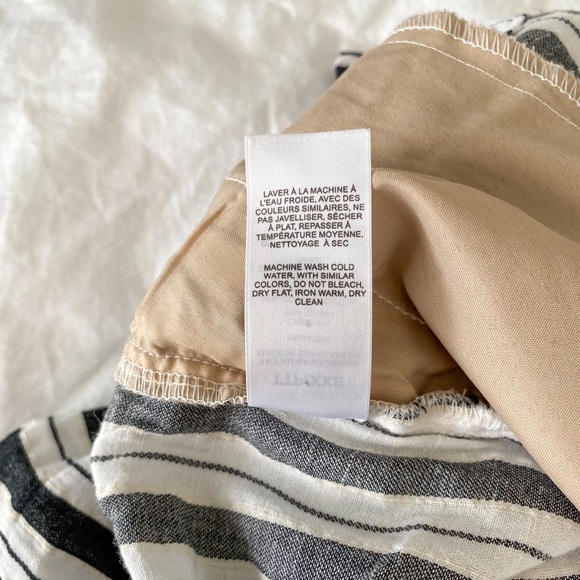 LAVER À LA MACHINE À
L'EAU FROIDE, AVEC DES
COULEURS SIMILAIRES, NE
PAS JAVELLISER, SÉCHER
À PLAT, REPASSER À
TEMPÉRATURE MOYENNE,
NETTOYAGE À SEC
MACHINE WASH COLD
WATER, WITH SIMILAR
COLORS, DO NOT BLEACH,
DRY FLAT, IRON WARM, DRY
CLEAN